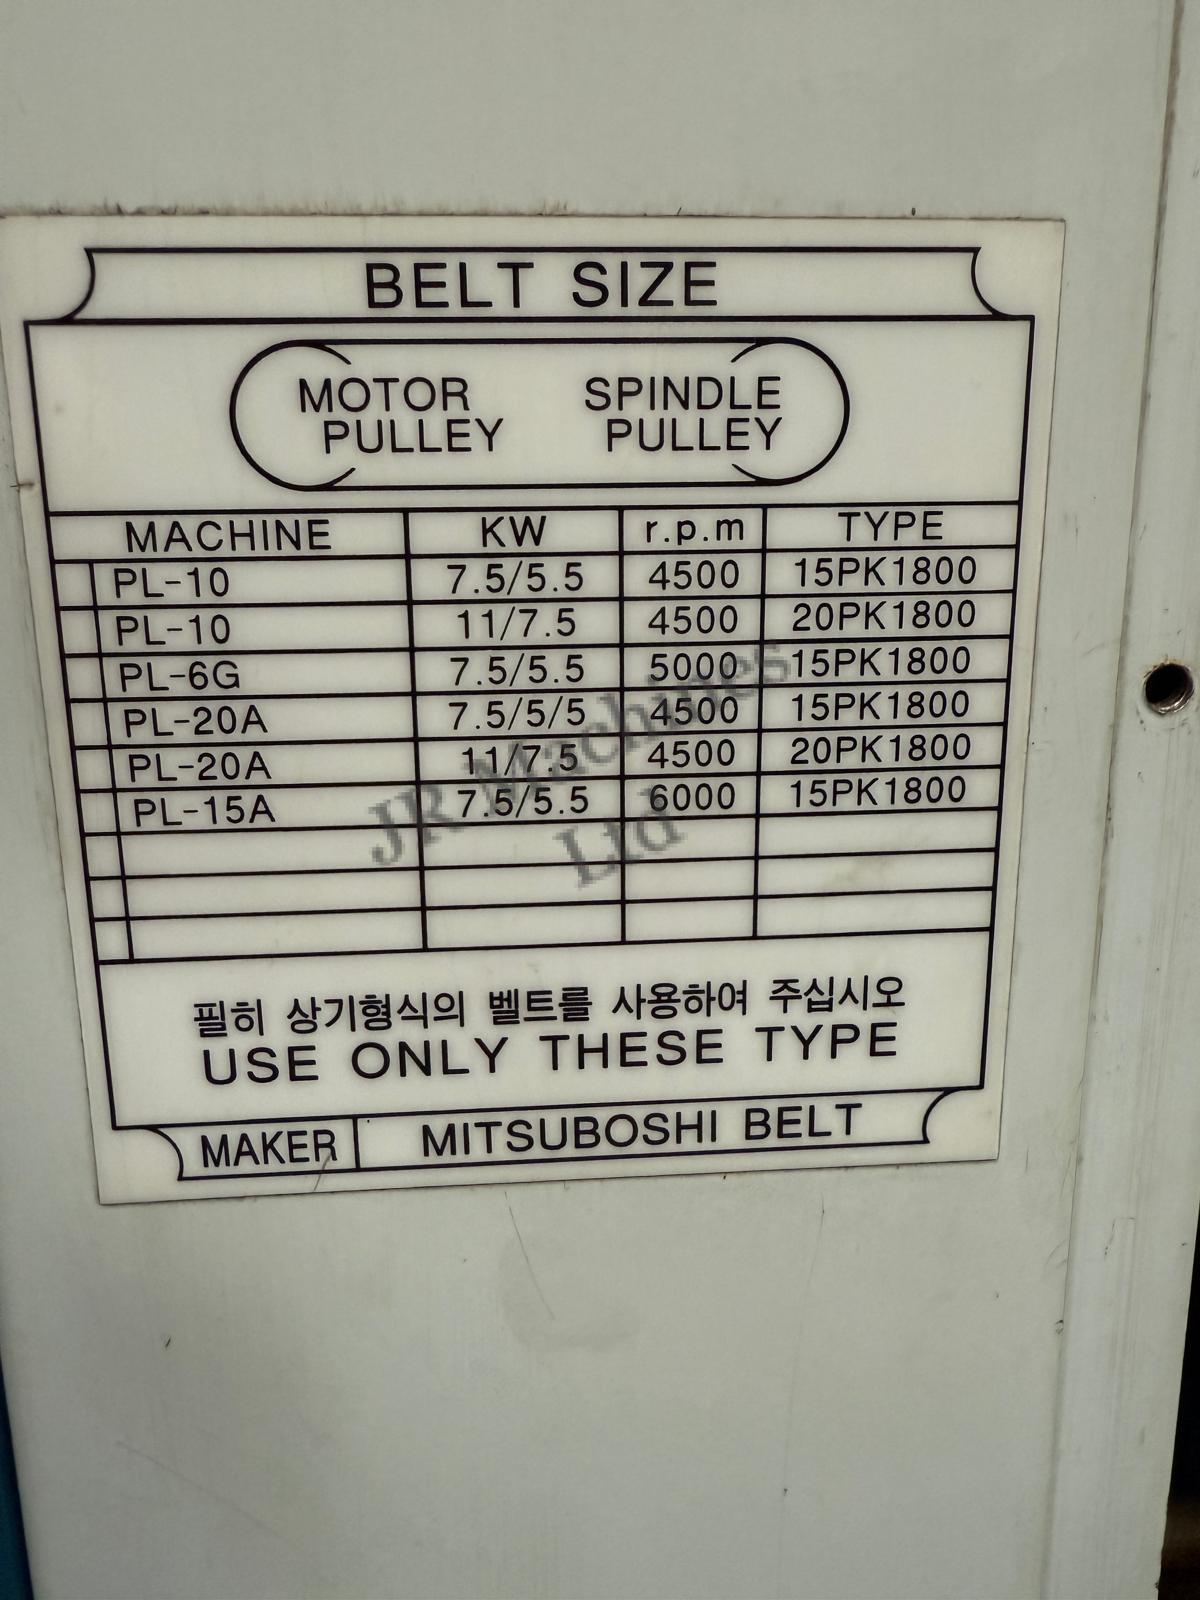 BELT SIZE
MOTOR PULLEY
SPINDLE PULLEY
MACHINE KW r.p.m TYPE
PL-10 7.5/5.5 4500 15PK1800
PL-10 11/7.5 4500 20PK1800
PL-6G 7.5/5.5 5000 15PK1800
PL-20A 7.5/5/5 4500 15PK1800
PL-20A 11/7.5 4500 20PK1800
PL-15A 7.5/5.5 6000 15PK1800
JR Machines
Ltd
필히 상기형식의 벨트를 사용하여 주십시오
USE ONLY THESE TYPE
MAKER MITSUBOSHI BELT